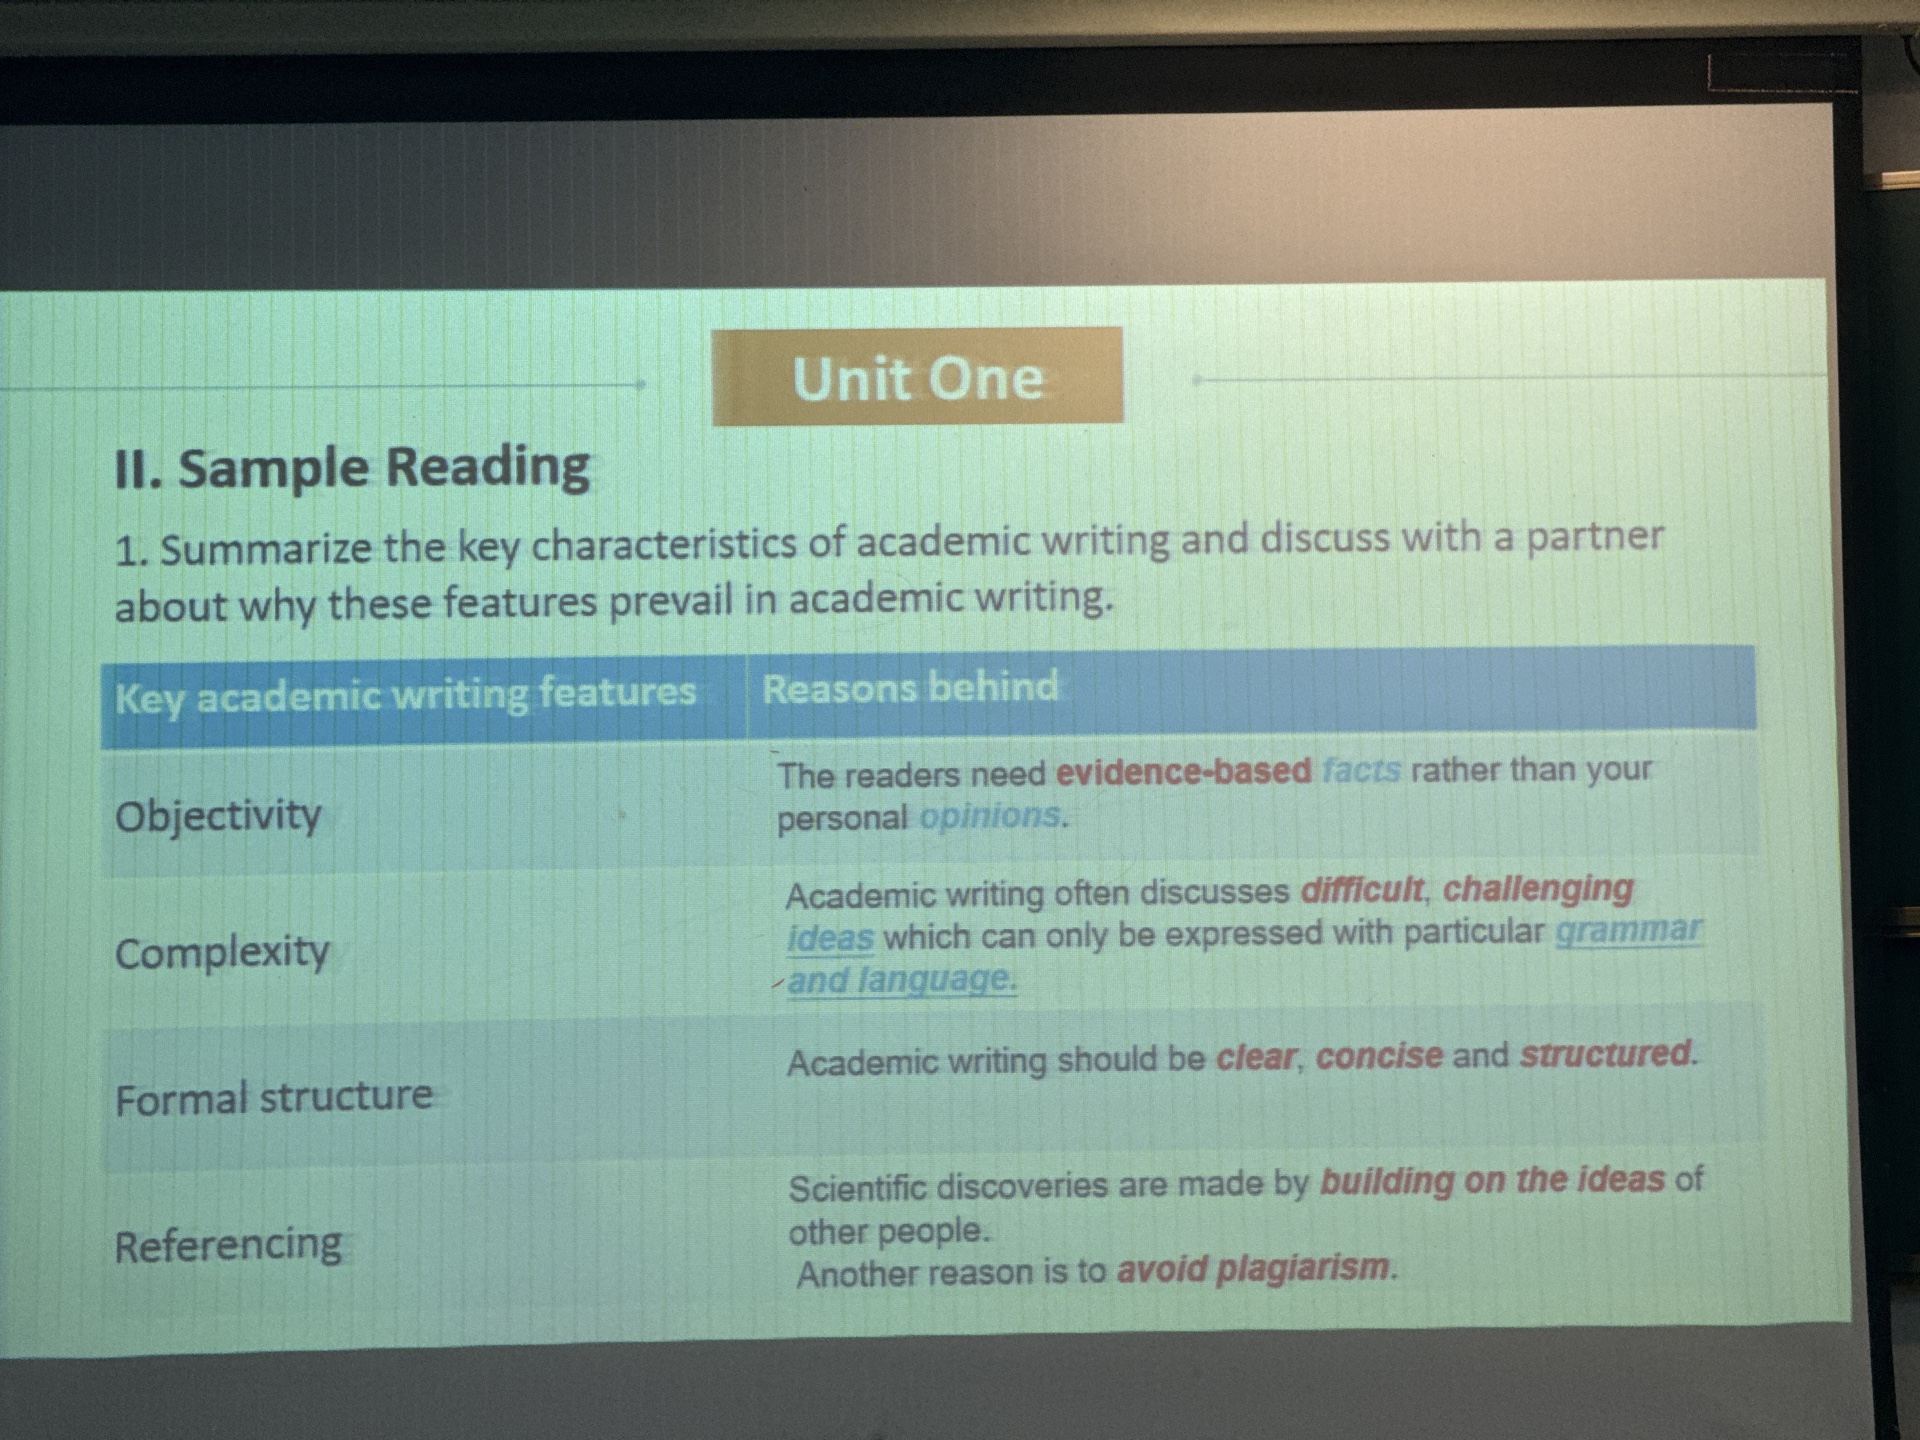 Unit One
II. Sample Reading
1. Summarize the key characteristics of academic writing and discuss with a partner
about why these features prevail in academic writing.
Key academic writing features
Reasons behind
Objectivity
The readers need evidence-based facts rather than your
personal opinions.
Complexity
Academic writing often discusses difficult, challenging
ideas which can only be expressed with particular grammar
and language.
Formal structure
Academic writing should be clear, concise and structured.
Referencing
Scientific discoveries are made by building on the ideas of
other people.
Another reason is to avoid plagiarism.